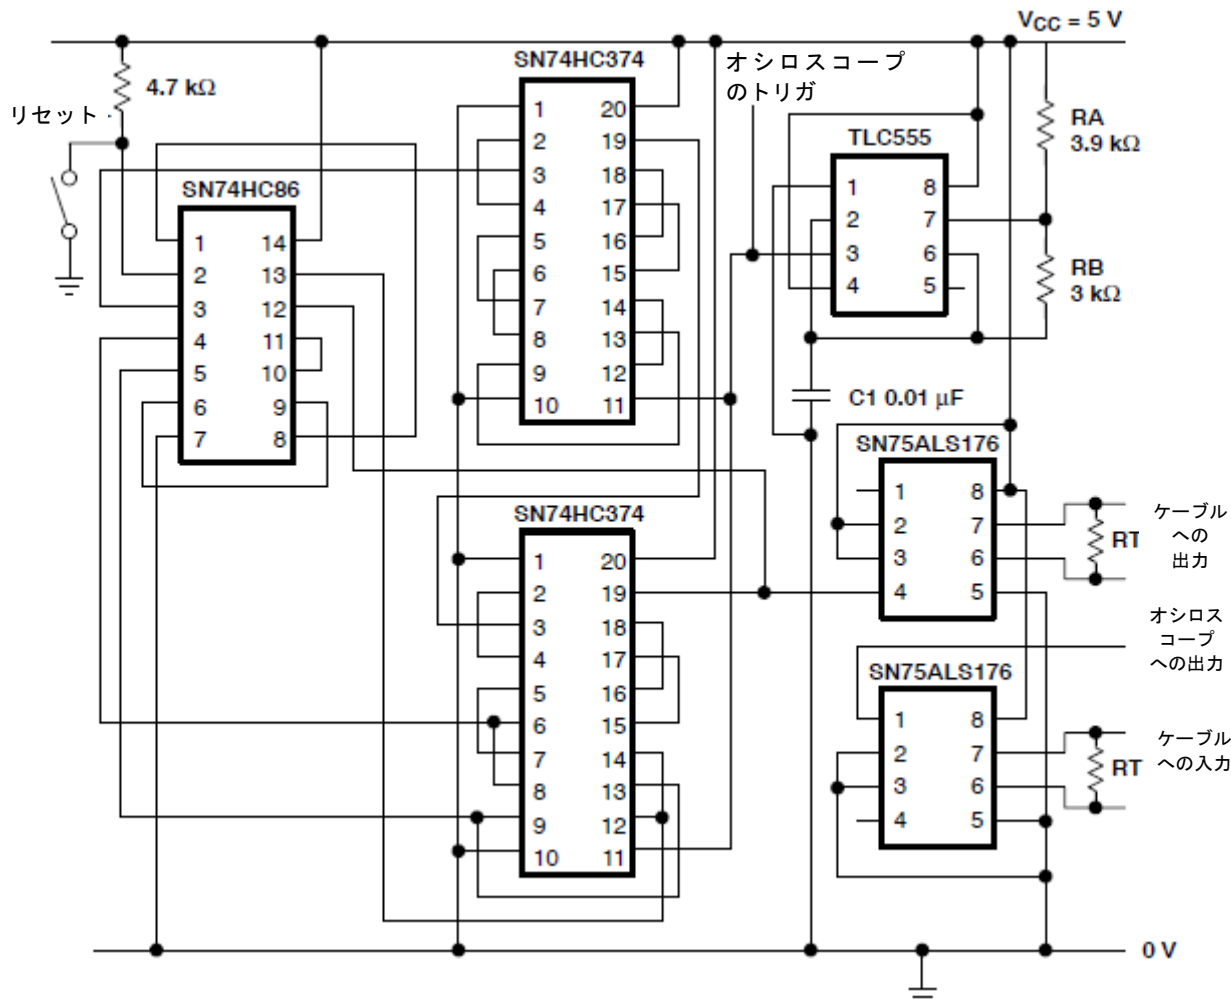 VCC = 5 V
SN74HC374
オシロスコープ
のトリガ
4.7 kΩ
リセット
RA
3.9 kΩ
TLC555
1 8
2 7
3 6
4 5
RB
3 kΩ
SN74HC86
1 14
2 13
3 12
4 11
5 10
6 9
7 8
1 20
2 19
3 18
4 17
5 16
6 15
7 14
8 13
9 12
10 11
C1 0.01 μF
SN75ALS176
1 8
2 7
3 6
4 5
RT
ケーブル
への
出力
SN74HC374
1 20
2 19
3 18
4 17
5 16
6 15
7 14
8 13
9 12
10 11
オシロス
コープ
への出力
SN75ALS176
1 8
2 7
3 6
4 5
RT
ケーブル
への入力
0 V